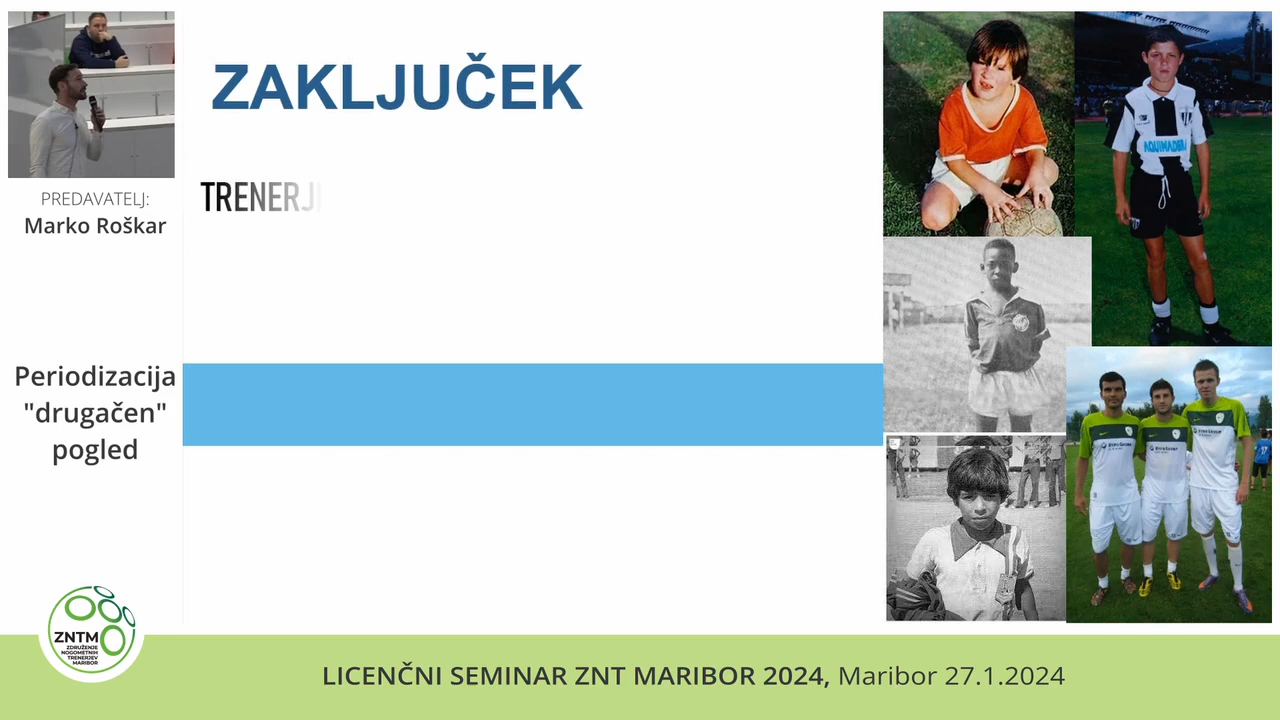 ZAKLJUČEK
TRENERJI
PREDAVATELJ:
Marko Roškar
Periodizacija
"drugačen"
pogled
AQUIMADRA
ZNTM
ZDRUŽENJE
NOGOMETNIH
TRENERJEV
MARIBOR
LICENČNI SEMINAR ZNT MARIBOR 2024, Maribor 27.1.2024